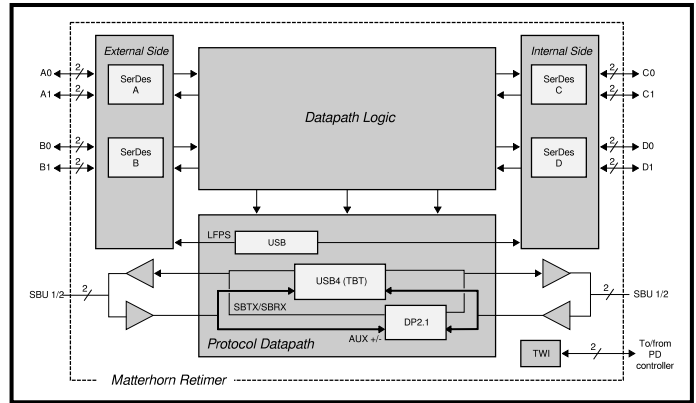 External Side
Internal Side
A0
2
SerDes
A
Datapath Logic
SerDes
C
2
C0
A1
2
2
C1
B0
2
SerDes
B
SerDes
D
2
D0
B1
2
2
D1
LFPS
USB
SBU 1/2
2
USB4 (TBT)
2
SBU 1/2
SBTX/SBRX
DP2.1
AUX +/-
Protocol Datapath
TWI
2
To/from
PD
controller
Matterhorn Retimer